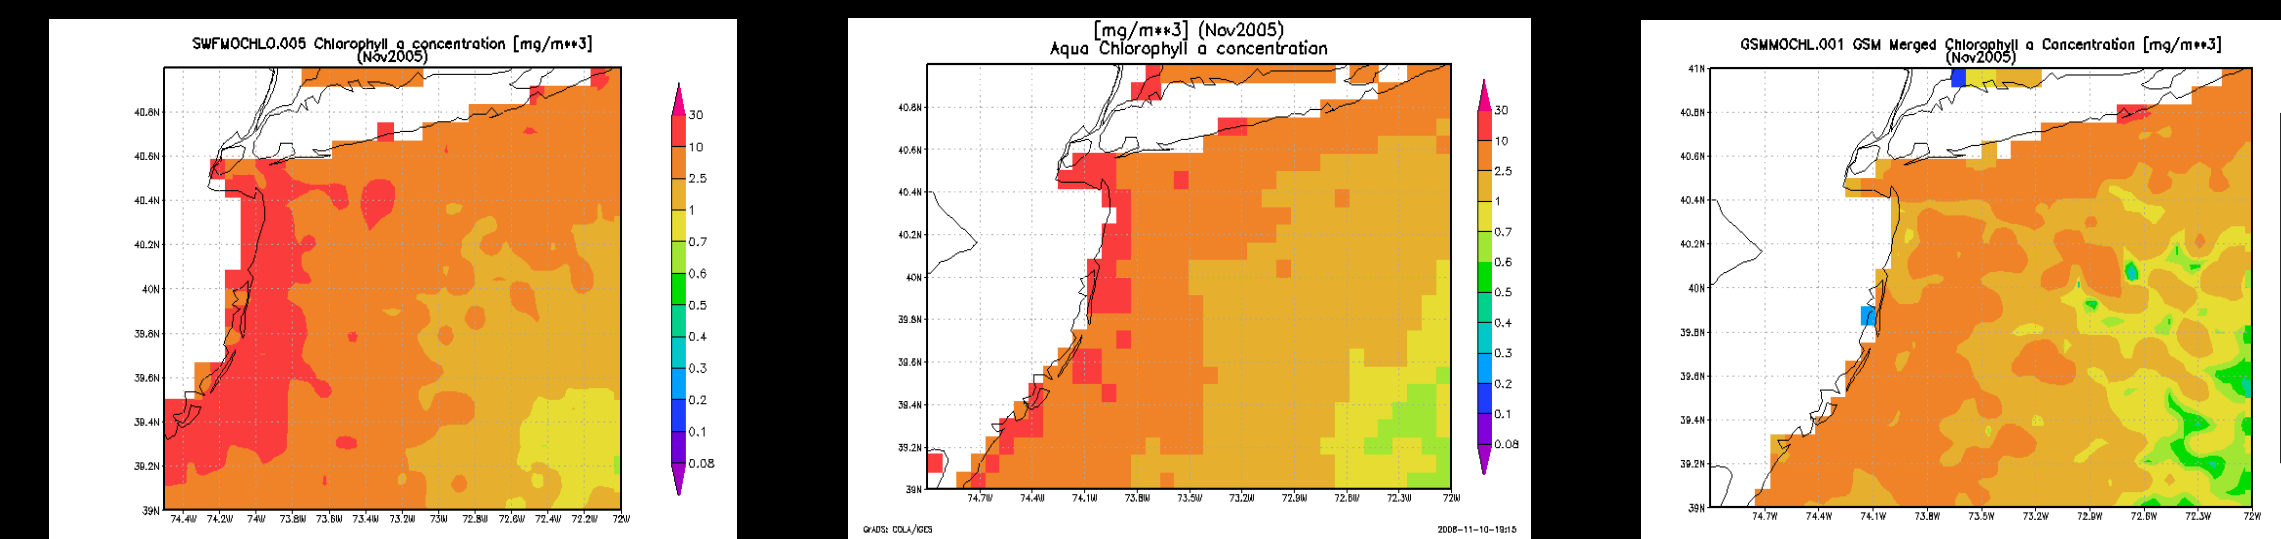 SWFMOCHLO.005 Chlorophyll a concentration [mg/m**3]
(Nov2005)
40.8N
40.6N
40.4N
40.2N
40N
39.8N
39.6N
39.4N
39.2N
39N
74.4W 74.2W 74W 73.8W 73.6W 73.4W 73.2W 73W 72.8W 72.6W 72.4W 72.2W 72W
30
10
2.5
1
0.7
0.6
0.5
0.4
0.3
0.2
0.1
0.08
[mg/m**3] (Nov2005)
Aqua Chlorophyll a concentration
40.8N
40.6N
40.4N
40.2N
40N
39.8N
39.6N
39.4N
39.2N
39N
74.7W 74.4W 74.1W 73.8W 73.5W 73.2W 72.9W 72.6W 72.3W 72W
30
10
2.5
1
0.7
0.6
0.5
0.4
0.3
0.2
0.1
0.08
GrADS: COLA/IGES
2008-11-10-19:15
GSMMOCHL.001 GSM Merged Chlorophyll a Concentration [mg/m**3]
(Nov2005)
41N
40.8N
40.6N
40.4N
40.2N
40N
39.8N
39.6N
39.4N
39.2N
39N
74.7W 74.4W 74.1W 73.8W 73.5W 73.2W 72.9W 72.6W 72.3W 72W